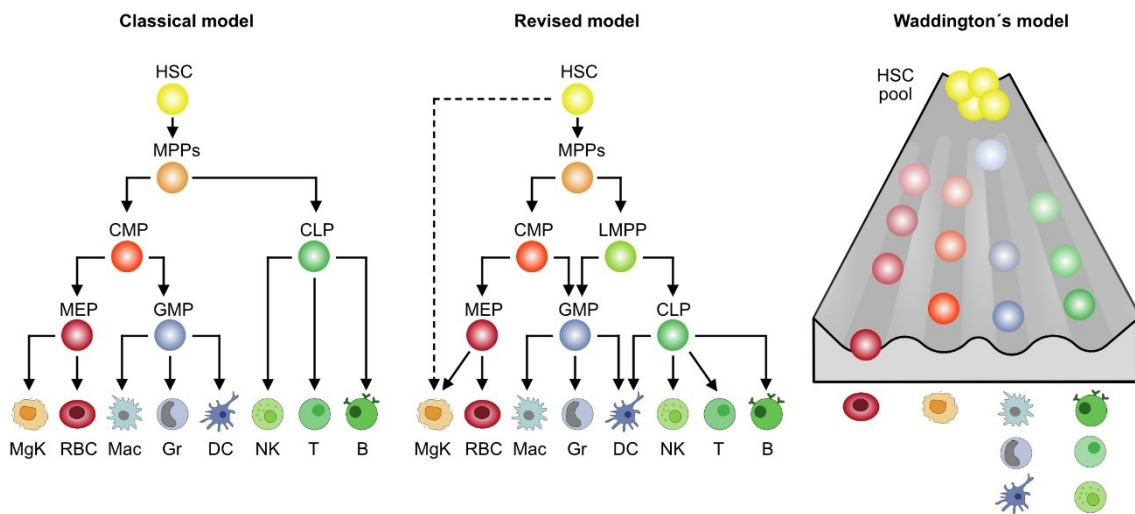 Classical model
HSC
MPPs
CMP
CLP
MEP
GMP
MgK RBC Mac Gr DC NK T B
Revised model
HSC
MPPs
CMP
LMPP
MEP
GMP
CLP
MgK RBC Mac Gr DC NK T B
Waddington´s model
HSC
pool